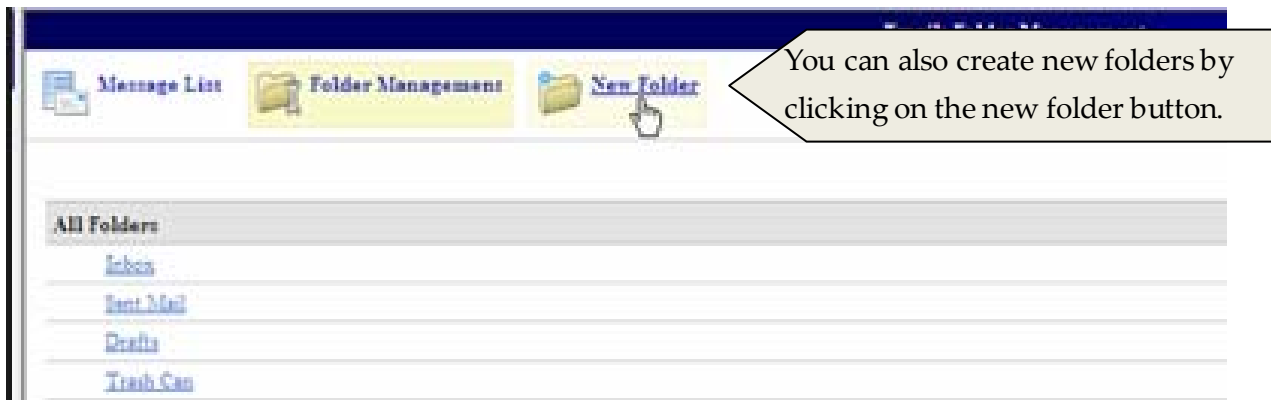 Message List Folder Management New Folder
You can also create new folders by
clicking on the new folder button.
All Folders
Inbox
Sent Mail
Drafts
Trash Can